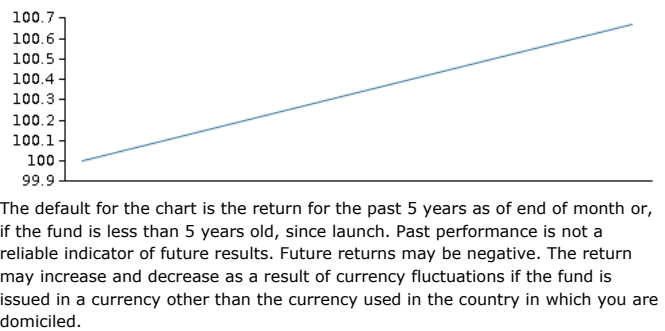 100.7
100.6
100.5
100.4
100.3
100.2
100.1
100
99.9
The default for the chart is the return for the past 5 years as of end of month or,
if the fund is less than 5 years old, since launch. Past performance is not a
reliable indicator of future results. Future returns may be negative. The return
may increase and decrease as a result of currency fluctuations if the fund is
issued in a currency other than the currency used in the country in which you are
domiciled.